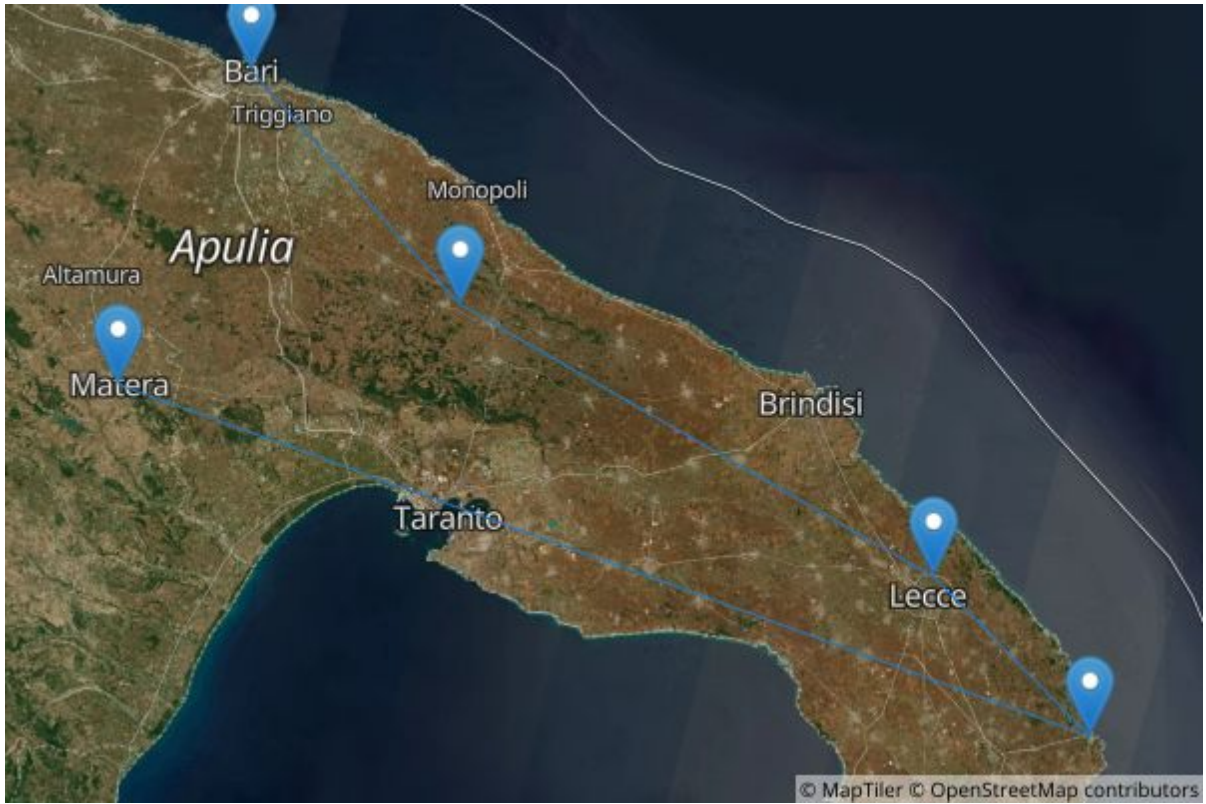 Bari
Triggiano
Monopoli
Apulia
Altamura
Matera
Brindisi
Taranto
Lecce
© MapTiler © OpenStreetMap contributors